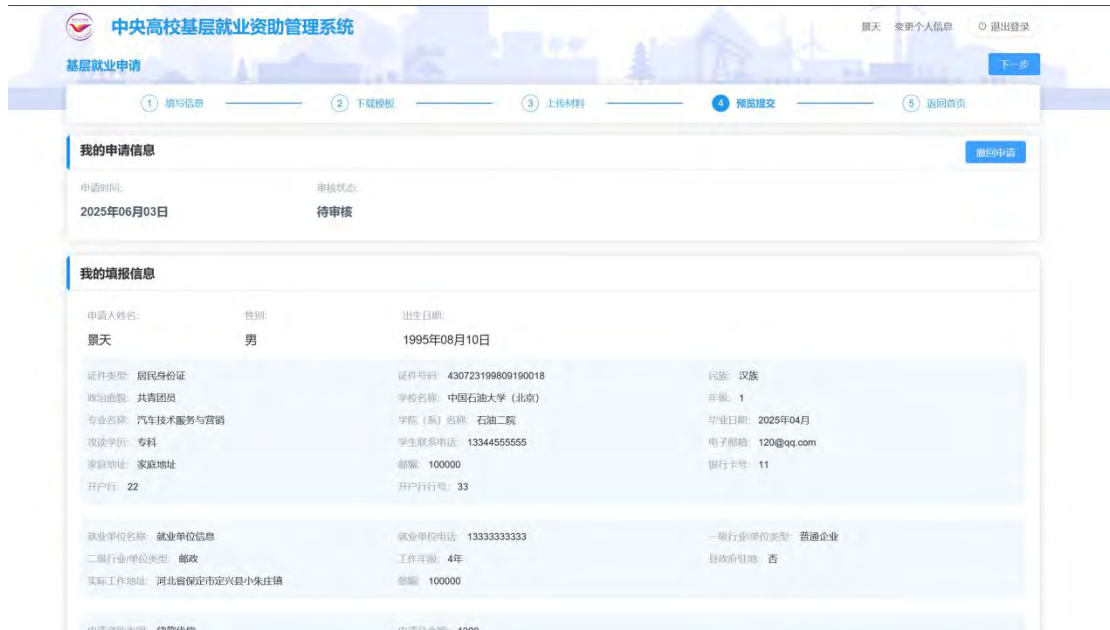 中央高校基层就业资助管理系统
景天 变更个人信息 退出登录
基层就业申请 下一步
1 填写信息 2 下载模板 3 上传材料 4 预览提交 5 返回首页
我的申请信息 撤回申请
申请时间: 审核状态:
2025年06月03日 待审核
我的填报信息
申请人姓名: 性别: 出生日期:
景天 男 1995年08月10日
证件类型: 居民身份证 证件号码: 430723199809190018 民族: 汉族
政治面貌: 共青团员 学校名称: 中国石油大学（北京） 年级: 1
专业名称: 汽车技术服务与营销 学院（系）名称: 石油二院 毕业日期: 2025年04月
攻读学历: 专科 学生联系电话: 13344555555 电子邮箱: 120@qq.com
家庭地址: 家庭地址 邮编: 100000 银行卡号: 11
开户行: 22 开户行行号: 33
就业单位名称: 就业单位信息 就业单位电话: 13333333333 一级行业/单位类型: 普通企业
二级行业/单位类型: 邮政 工作年限: 4年 县政府驻地: 否
实际工作地址: 河北省保定市定兴县小朱庄镇 邮编: 100000